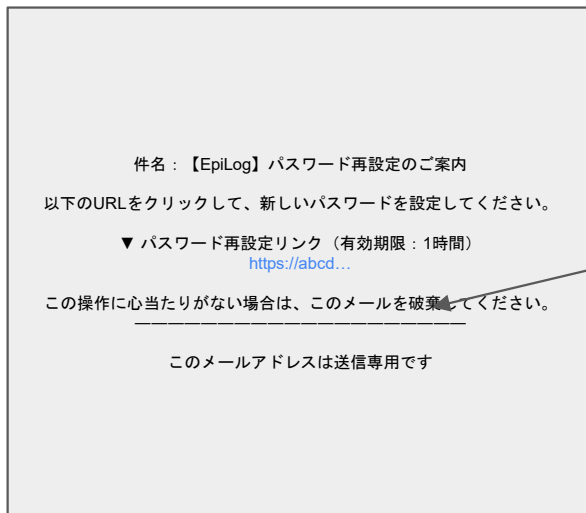 件名：【EpiLog】パスワード再設定のご案内
以下のURLをクリックして、新しいパスワードを設定してください。
▼ パスワード再設定リンク（有効期限：1時間）
https://abcd…
この操作に心当たりがない場合は、このメールを破棄してください。
――――――――――――――――――――
このメールアドレスは送信専用です